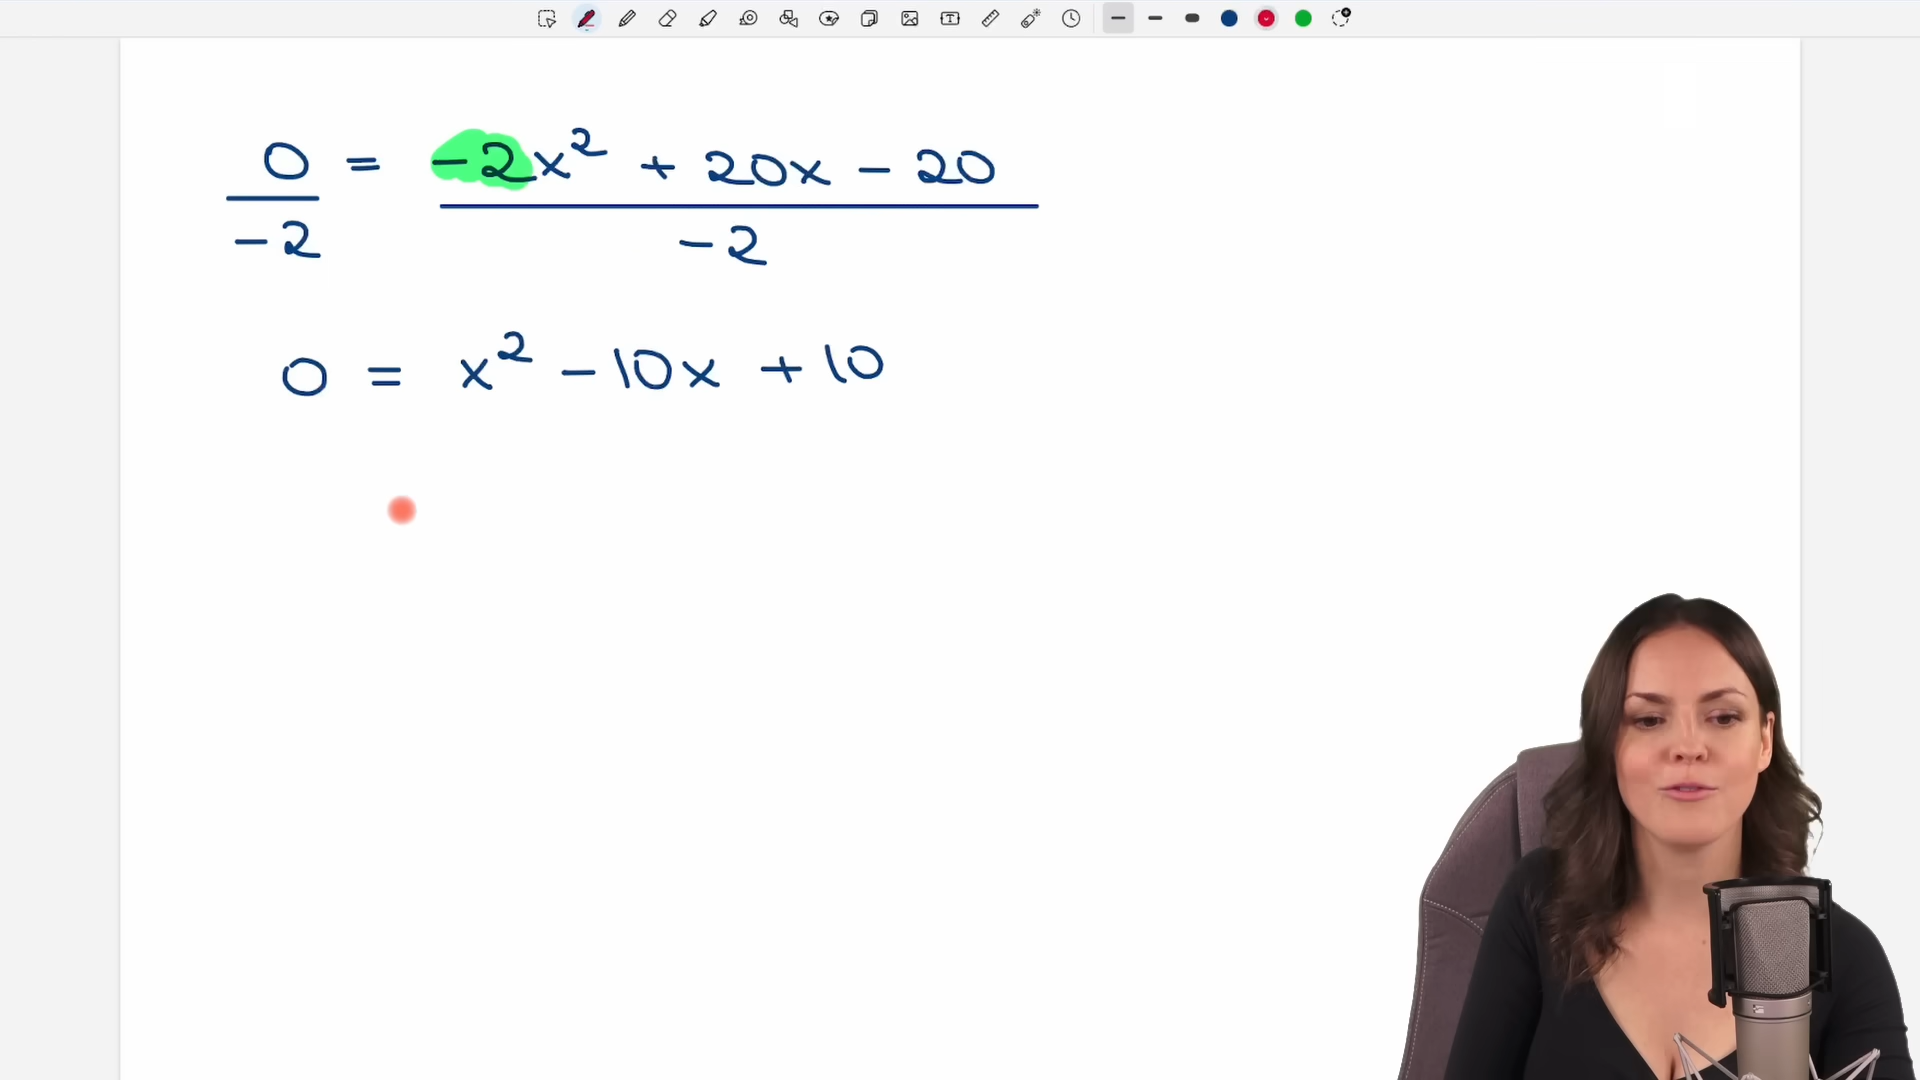 0 = -2x² + 20x - 20
-2 -2
0 = x² - 10x + 10